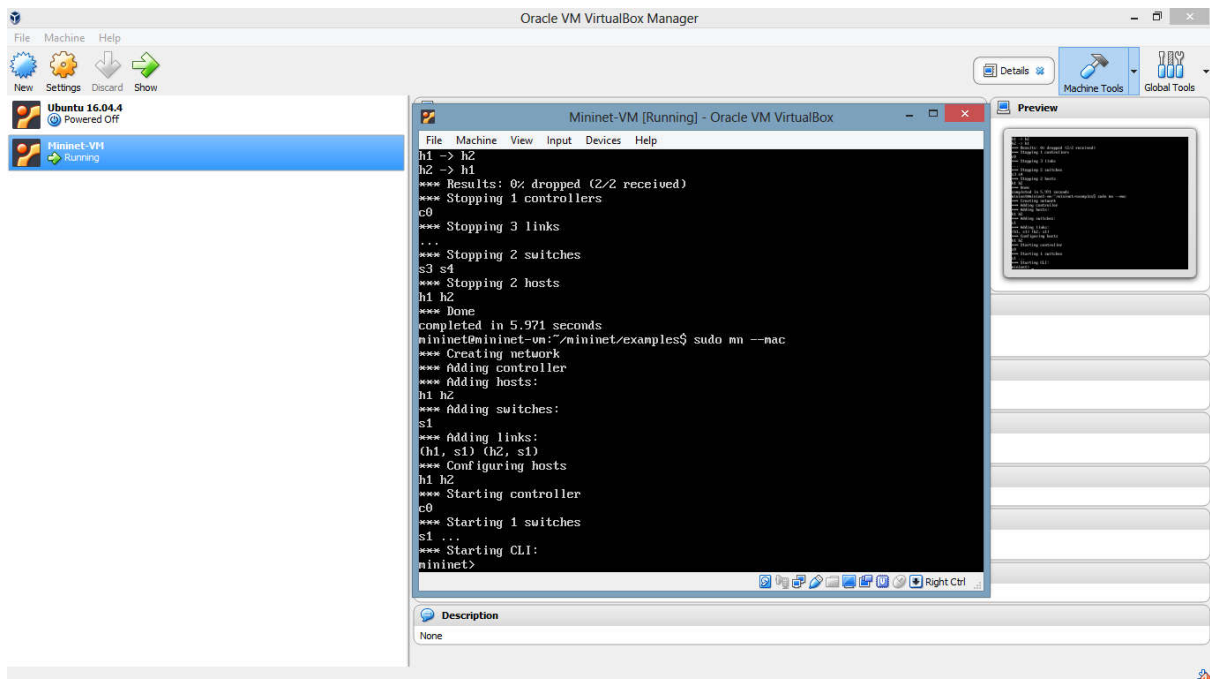 Oracle VM VirtualBox Manager
File Machine Help
New Settings Discard Show
Details
Machine Tools
Global Tools
Ubuntu 16.04.4
Powered Off
Mininet-VM
Running
Mininet-VM [Running] - Oracle VM VirtualBox
File Machine View Input Devices Help
h1 -> h2
h2 -> h1
*** Results: 0% dropped (2/2 received)
*** Stopping 1 controllers
c0
*** Stopping 3 links
...
*** Stopping 2 switches
s3 s4
*** Stopping 2 hosts
h1 h2
*** Done
completed in 5.971 seconds
mininet@mininet-vm:~/mininet/examples$ sudo mn --mac
*** Creating network
*** Adding controller
*** Adding hosts:
h1 h2
*** Adding switches:
s1
*** Adding links:
(h1, s1) (h2, s1)
*** Configuring hosts
h1 h2
*** Starting controller
c0
*** Starting 1 switches
s1 ...
*** Starting CLI:
mininet>
Right Ctrl
Preview
Description
None